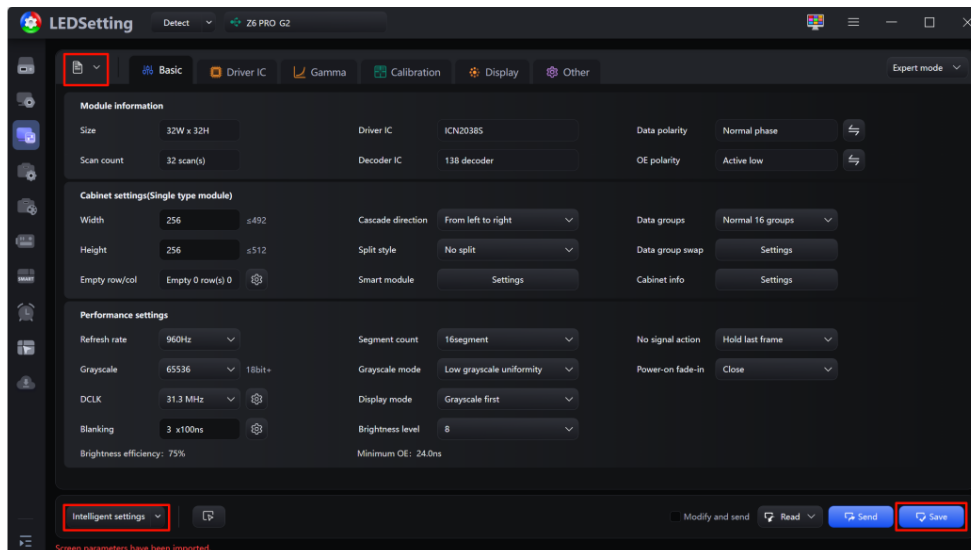 LEDSetting Detect Z6 PRO G2
Basic Driver IC Gamma Calibration Display Other Expert mode
Module information
Size 32W x 32H Driver IC ICN2038S Data polarity Normal phase
Scan count 32 scan(s) Decoder IC 138 decoder OE polarity Active low
Cabinet settings(Single type module)
Width 256 ≤492 Cascade direction From left to right Data groups Normal 16 groups
Height 256 ≤512 Split style No split Data group swap Settings
Empty row/col Empty 0 row(s) 0 Smart module Settings Cabinet info Settings
Performance settings
Refresh rate 960Hz Segment count 16segment No signal action Hold last frame
Grayscale 65536 18bit+ Grayscale mode Low grayscale uniformity Power-on fade-in Close
DCLK 31.3 MHz Display mode Grayscale first
Blanking 3 x100ns Brightness level 8
Brightness efficiency: 75% Minimum OE: 24.0ns
SMART
Intelligent settings Modify and send Read Send Save
Screen parameters have been imported